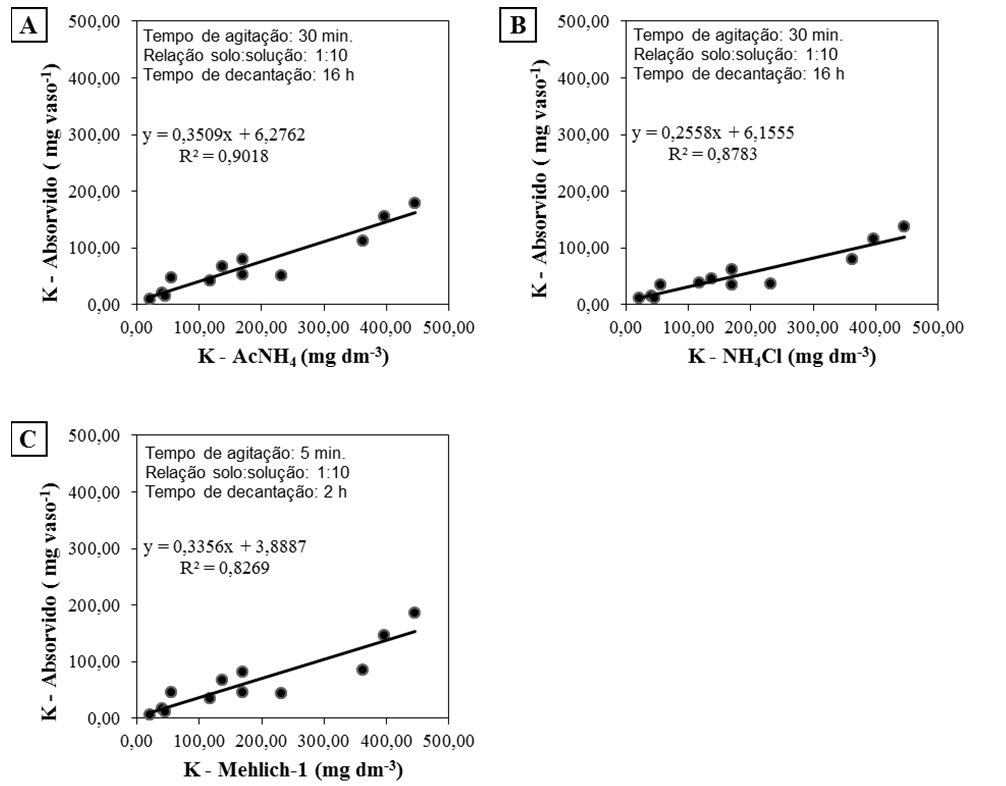 A
500,00
400,00
300,00
200,00
100,00
0,00
K - Absorvido ( mg vaso-1)
Tempo de agitação: 30 min.
Relação solo:solução: 1:10
Tempo de decantação: 16 h
y = 0,3509x + 6,2762
R² = 0,9018
0,00 100,00 200,00 300,00 400,00 500,00
K - AcNH4 (mg dm-3)
B
500,00
400,00
300,00
200,00
100,00
0,00
K - Absorvido ( mg vaso-1)
Tempo de agitação: 30 min.
Relação solo:solução: 1:10
Tempo de decantação: 16 h
y = 0,2558x + 6,1555
R² = 0,8783
0,00 100,00 200,00 300,00 400,00 500,00
K - NH4Cl (mg dm-3)
C
500,00
400,00
300,00
200,00
100,00
0,00
K - Absorvido ( mg vaso-1)
Tempo de agitação: 5 min.
Relação solo:solução: 1:10
Tempo de decantação: 2 h
y = 0,3356x + 3,8887
R² = 0,8269
0,00 100,00 200,00 300,00 400,00 500,00
K - Mehlich-1 (mg dm-3)